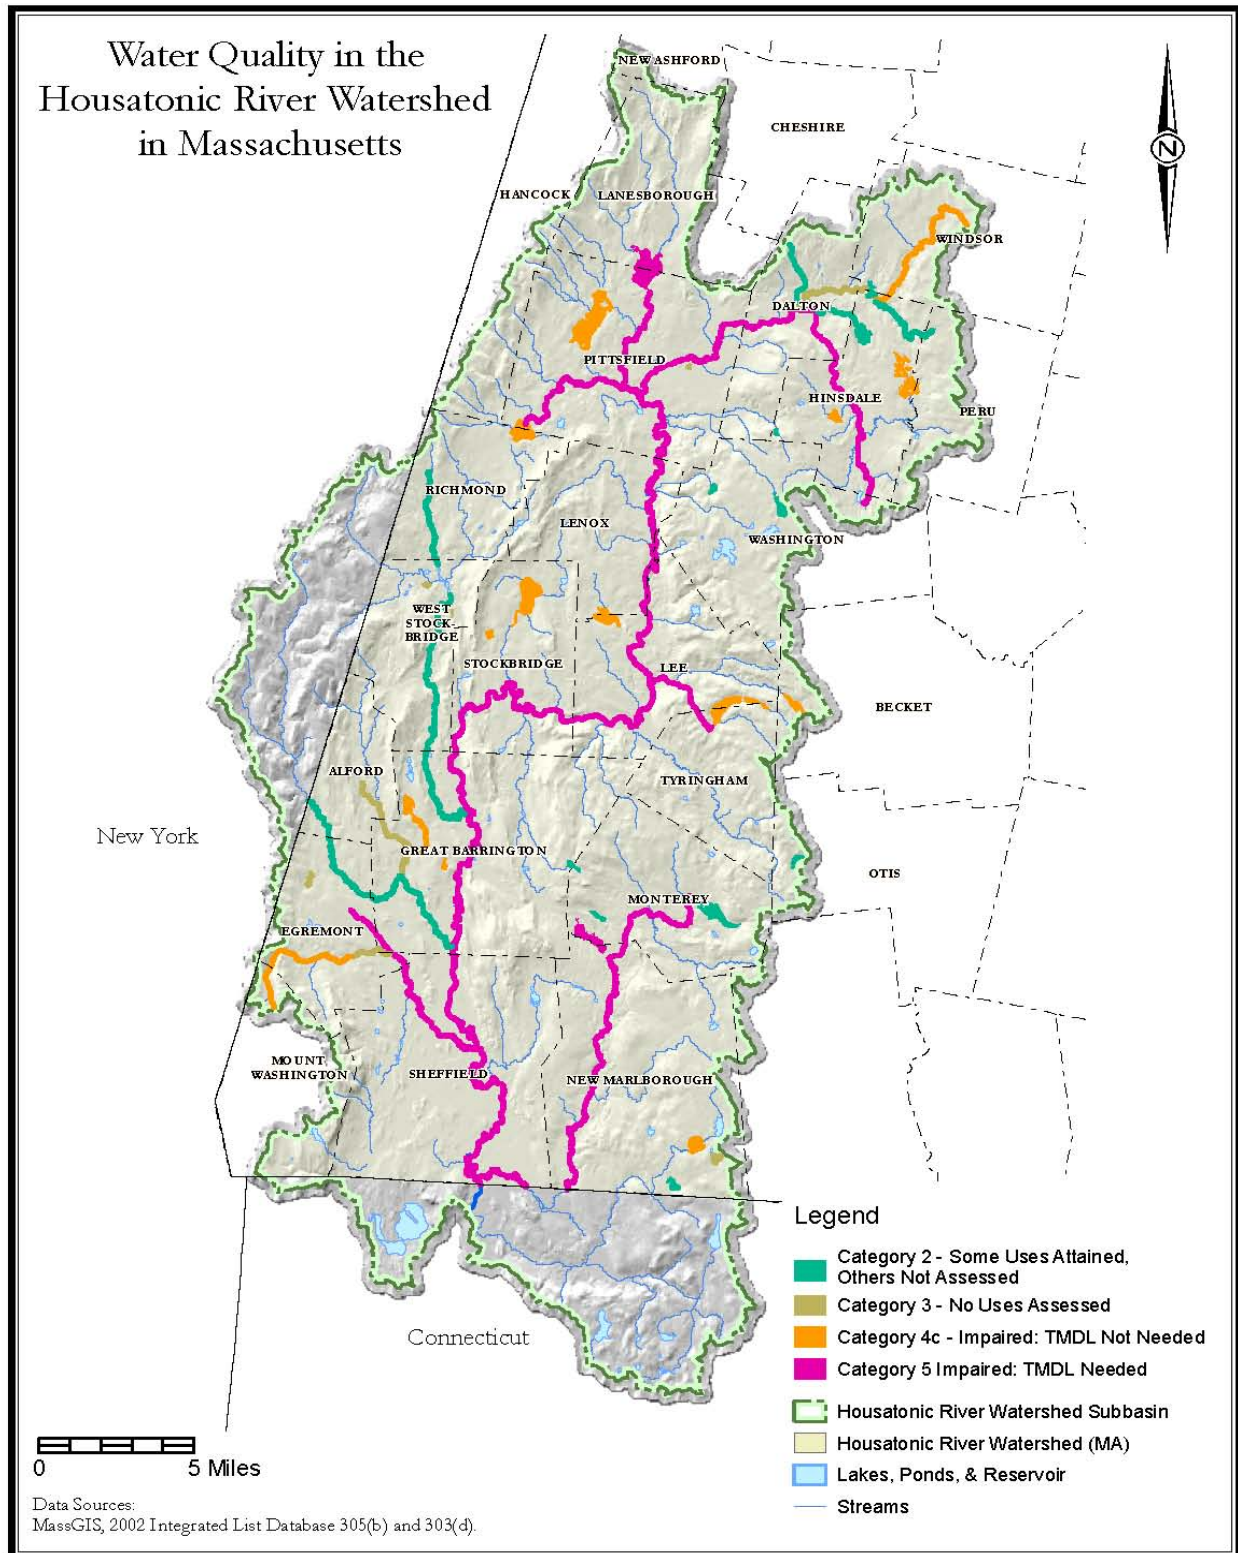 Water Quality in the
Housatonic River Watershed
in Massachusetts
NEW ASHFORD
CHESHIRE
N
HANCOCK
LANESBOROUGH
WINDSOR
DALTON
PITTSFIELD
HINSDALE
PERU
RICHMOND
LENOX
WASHINGTON
WEST
STOCK-
BRIDGE
STOCKBRIDGE
LEE
BECKET
ALFORD
TYRINGHAM
New York
GREAT BARRINGTON
OTIS
MONTEREY
EGREMONT
MOUNT
WASHINGTON
SHEFFIELD
NEW MARLBOROUGH
Connecticut
Legend
Category 2 - Some Uses Attained,
Others Not Assessed
Category 3 - No Uses Assessed
Category 4c - Impaired: TMDL Not Needed
Category 5 Impaired: TMDL Needed
Housatonic River Watershed Subbasin
Housatonic River Watershed (MA)
Lakes, Ponds, & Reservoir
Streams
0 5 Miles
Data Sources:
MassGIS, 2002 Integrated List Database 305(b) and 303(d).